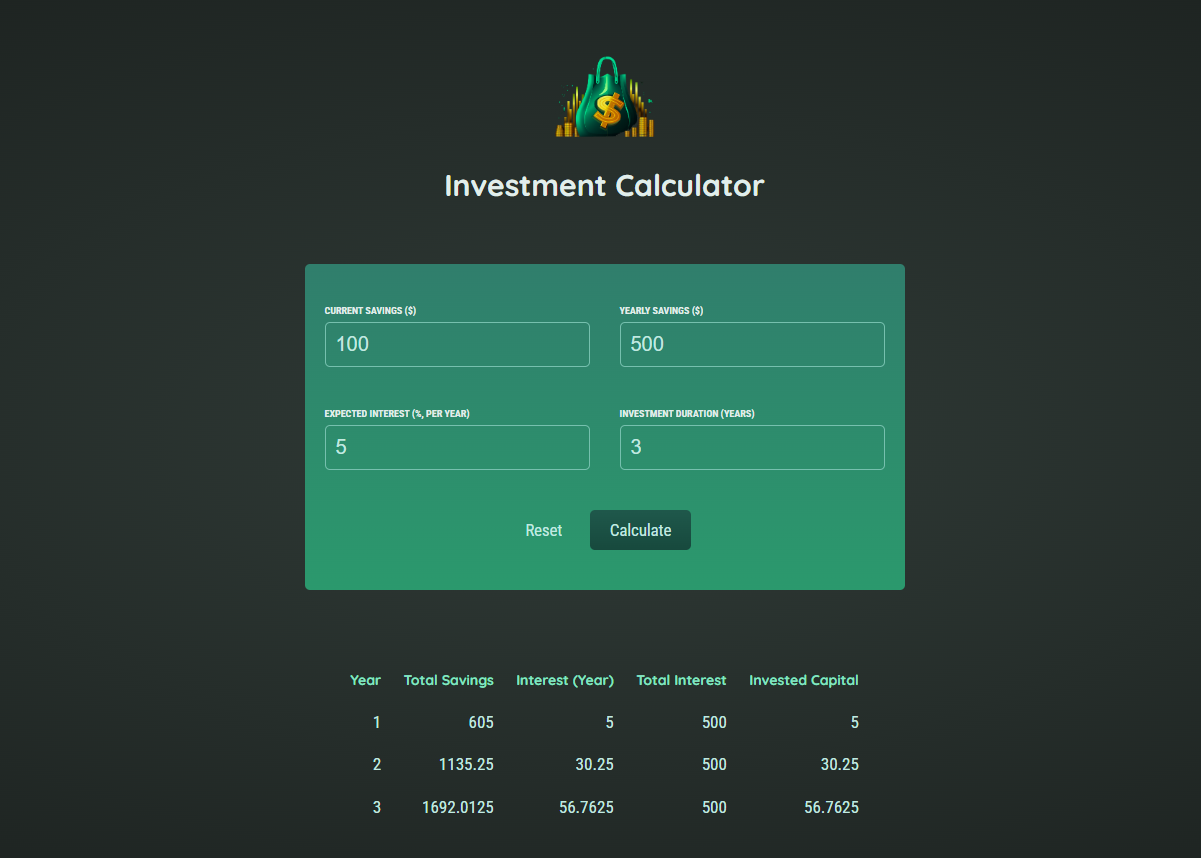 $
Investment Calculator
CURRENT SAVINGS ($) YEARLY SAVINGS ($)
100 500
EXPECTED INTEREST (%, PER YEAR) INVESTMENT DURATION (YEARS)
5 3
Reset Calculate
Year Total Savings Interest (Year) Total Interest Invested Capital
1 605 5 500 5
2 1135.25 30.25 500 30.25
3 1692.0125 56.7625 500 56.7625